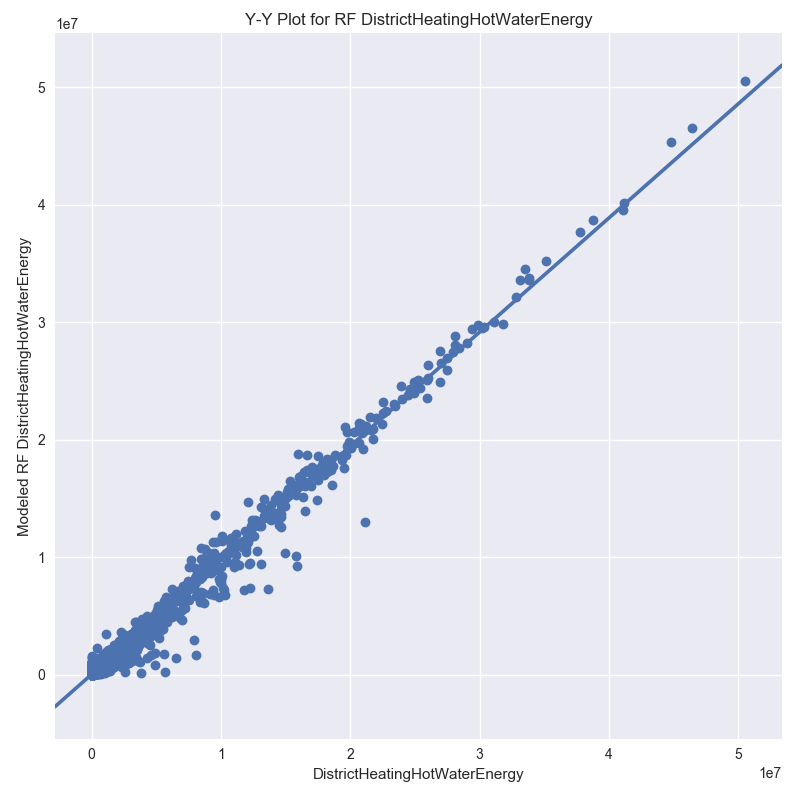 Y-Y Plot for RF DistrictHeatingHotWaterEnergy
1e7
5
4
3
2
1
0
Modeled RF DistrictHeatingHotWaterEnergy
0 1 2 3 4 5
1e7
DistrictHeatingHotWaterEnergy